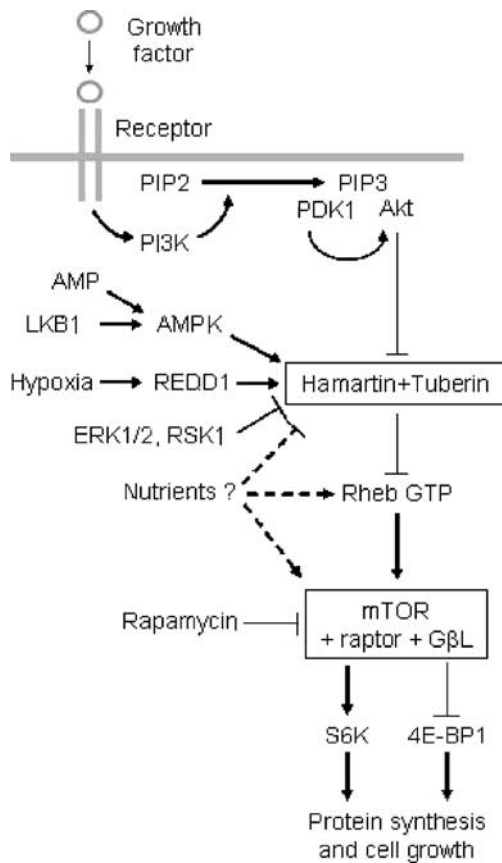 Growth
factor
Receptor
PIP2
PIP3
PDK1
Akt
PI3K
AMP
LKB1
AMPK
Hypoxia
REDD1
Hamartin+Tuberin
ERK1/2, RSK1
Nutrients ?
Rheb GTP
Rapamycin
mTOR
+ raptor + GβL
S6K
4E-BP1
Protein synthesis
and cell growth